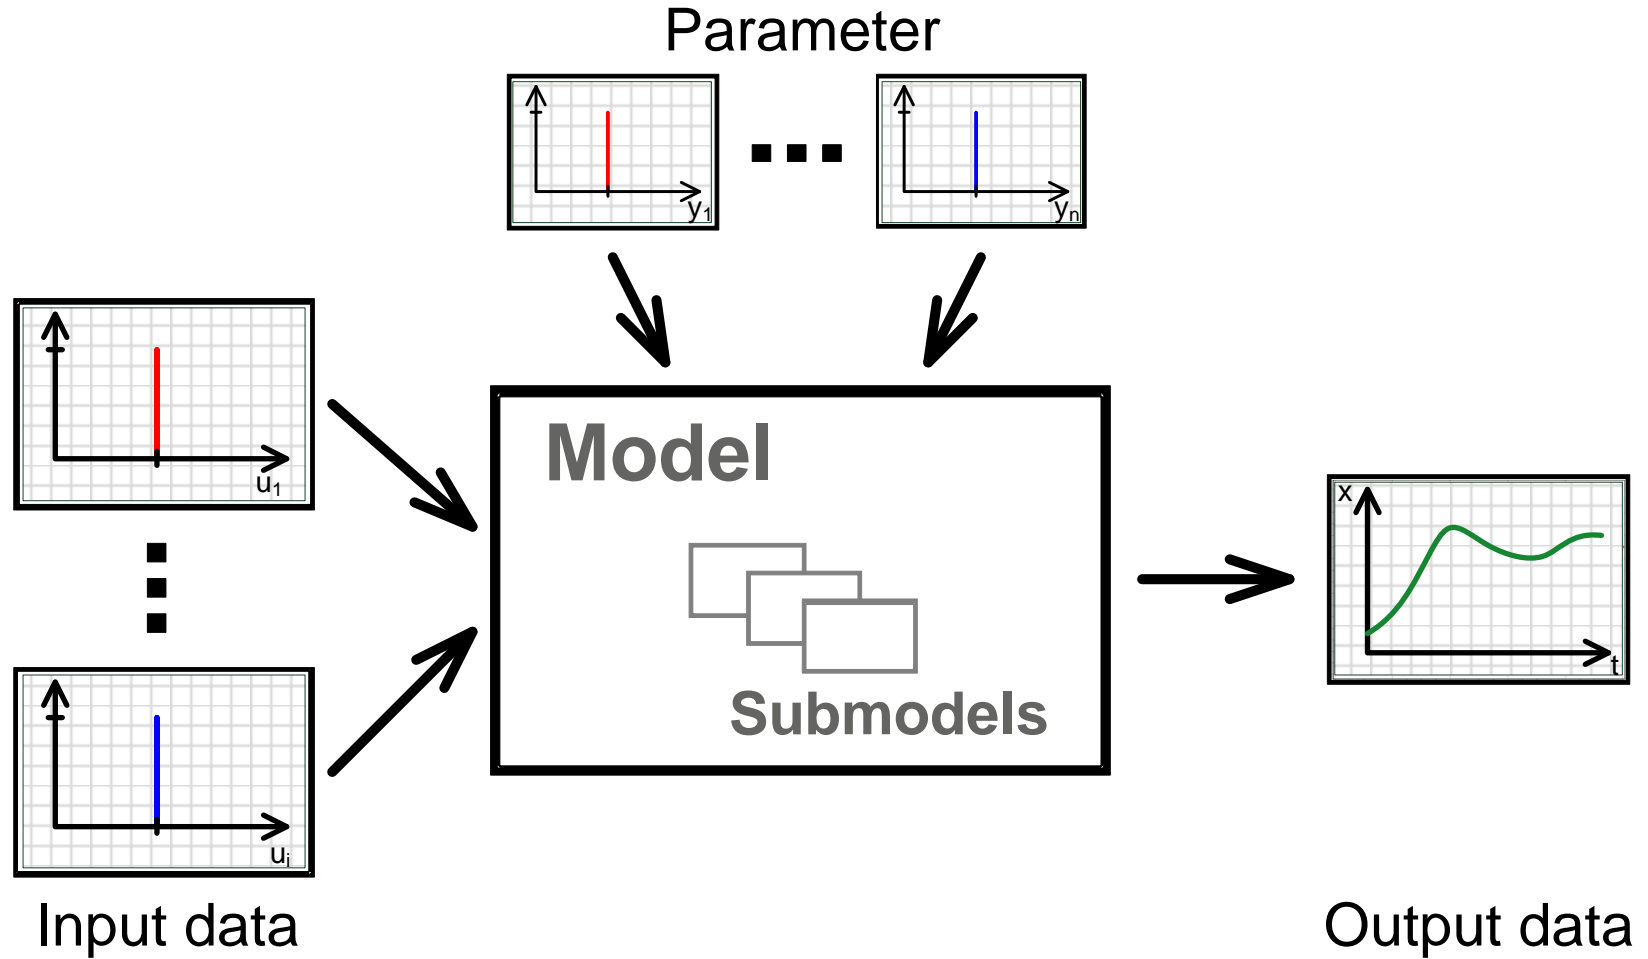 Parameter
y₁
yₙ
u₁
Model
x
t
Submodels
uᵢ
Input data
Output data